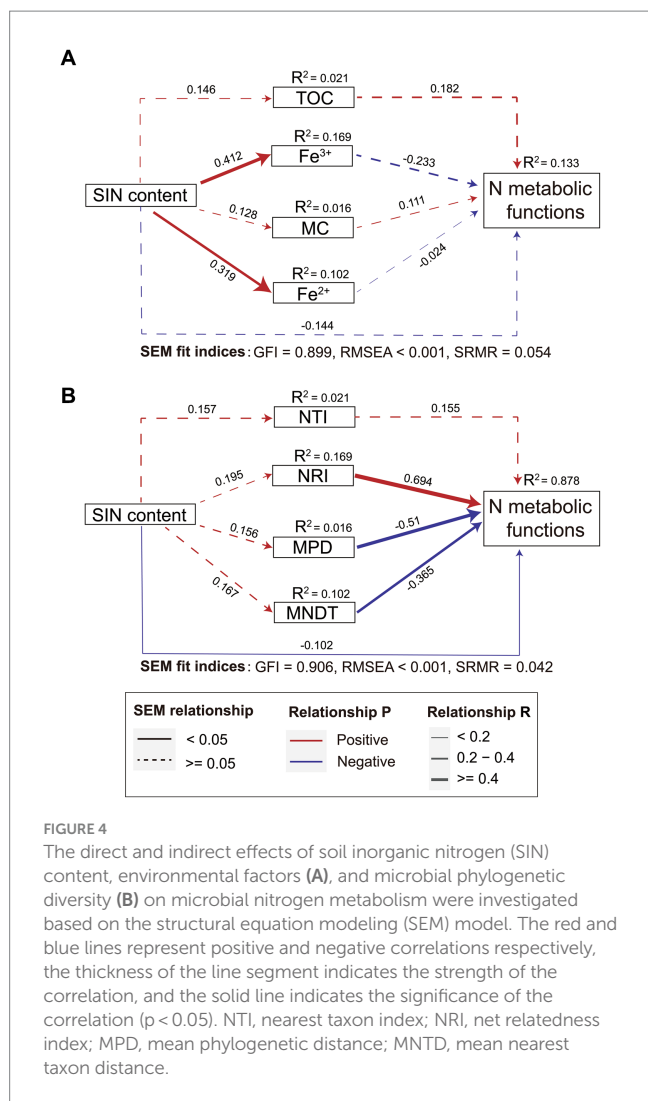 A
R² = 0.021
0.146
TOC
0.182
R² = 0.169
0.412
Fe³⁺
-0.233
R² = 0.133
SIN content
R² = 0.016
0.128
MC
0.111
N metabolic
functions
R² = 0.102
0.319
Fe²⁺
-0.024
-0.144
SEM fit indices: GFI = 0.899, RMSEA < 0.001, SRMR = 0.054
B
R² = 0.021
0.157
NTI
0.155
R² = 0.169
0.195
NRI
0.694
R² = 0.878
SIN content
R² = 0.016
0.156
MPD
-0.51
N metabolic
functions
R² = 0.102
0.167
MNDT
-0.365
-0.102
SEM fit indices: GFI = 0.906, RMSEA < 0.001, SRMR = 0.042
SEM relationship
< 0.05
>= 0.05
Relationship P
Positive
Negative
Relationship R
< 0.2
0.2 – 0.4
>= 0.4
FIGURE 4
The direct and indirect effects of soil inorganic nitrogen (SIN)
content, environmental factors (A), and microbial phylogenetic
diversity (B) on microbial nitrogen metabolism were investigated
based on the structural equation modeling (SEM) model. The red and
blue lines represent positive and negative correlations respectively,
the thickness of the line segment indicates the strength of the
correlation, and the solid line indicates the significance of the
correlation (p < 0.05). NTI, nearest taxon index; NRI, net relatedness
index; MPD, mean phylogenetic distance; MNTD, mean nearest
taxon distance.